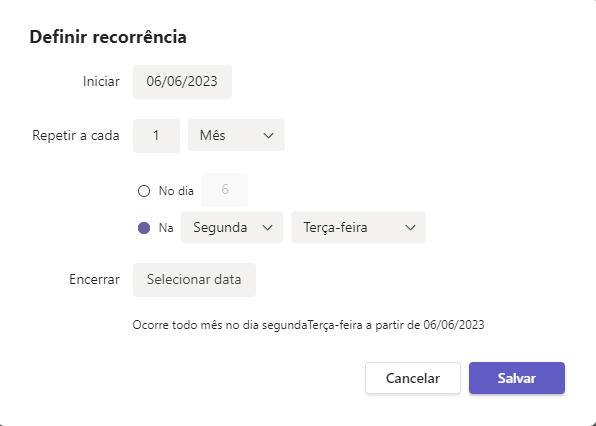 Definir recorrência
Iniciar 06/06/2023
Repetir a cada 1 Mês
No dia 6
Na Segunda Terça-feira
Encerrar Selecionar data
Ocorre todo mês no dia segundaTerça-feira a partir de 06/06/2023
Cancelar Salvar